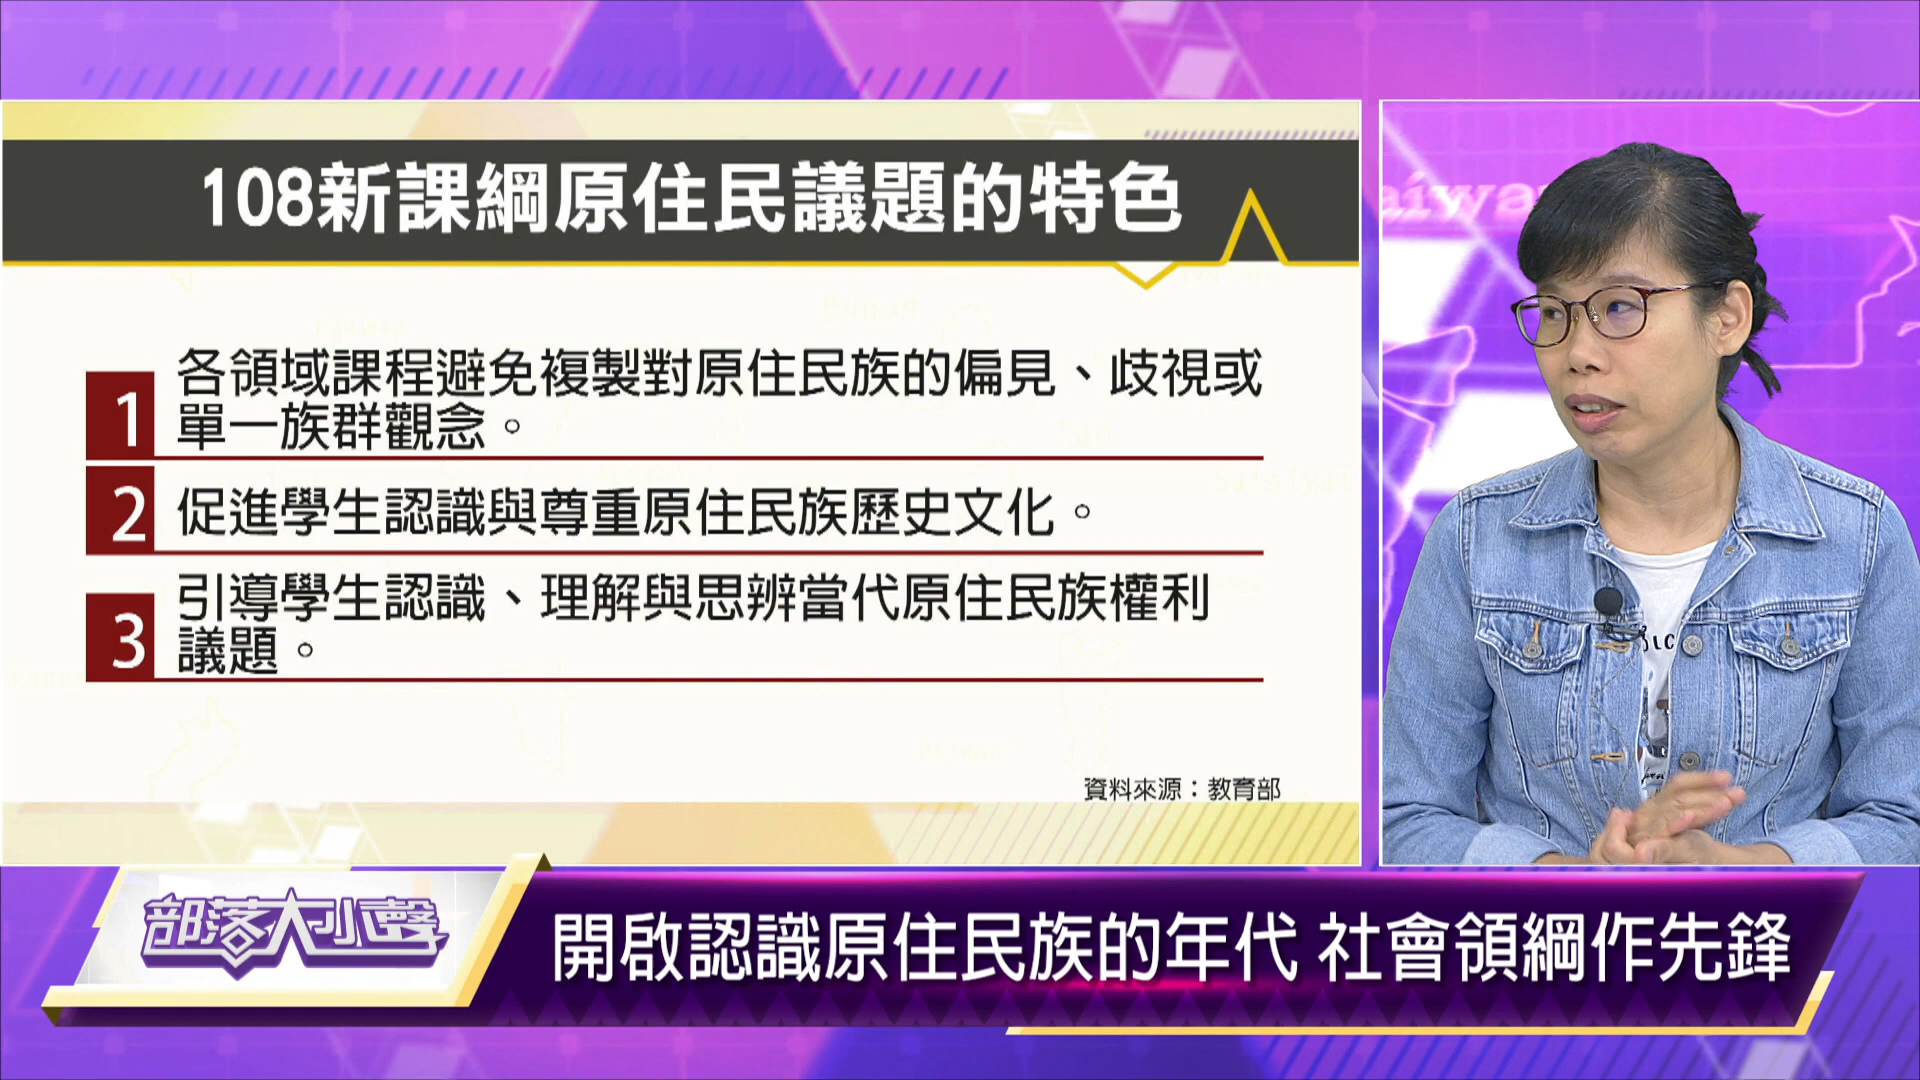 108新課綱原住民議題的特色
1
各領域課程避免複製對原住民族的偏見、歧視或
單一族群觀念。
2
促進學生認識與尊重原住民族歷史文化。
3
引導學生認識、理解與思辨當代原住民族權利
議題。
資料來源：教育部
部落大小聲
開啟認識原住民族的年代 社會領綱作先鋒